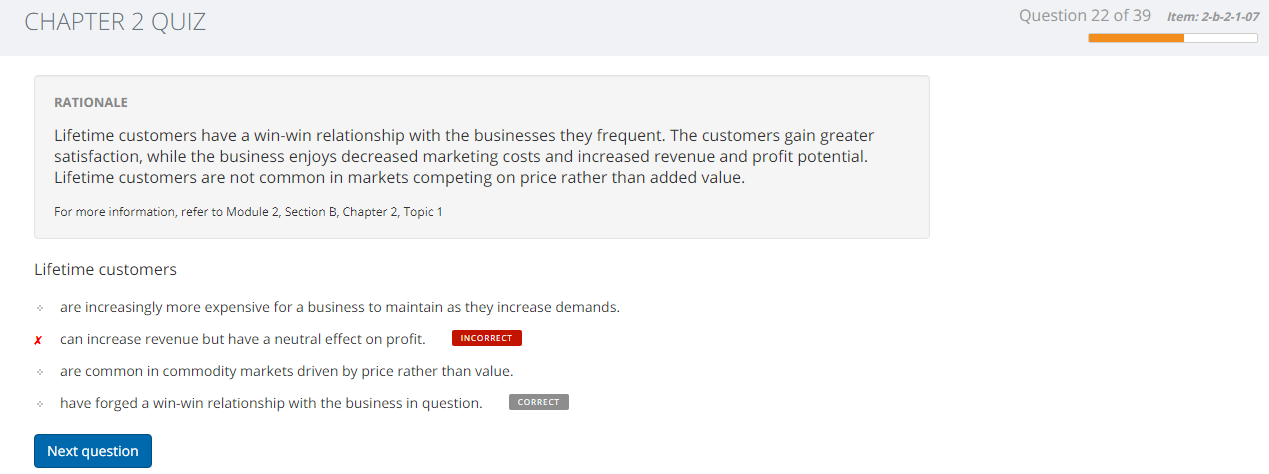 CHAPTER 2 QUIZ
Question 22 of 39 Item: 2-b-2-1-07
RATIONALE
Lifetime customers have a win-win relationship with the businesses they frequent. The customers gain greater
satisfaction, while the business enjoys decreased marketing costs and increased revenue and profit potential.
Lifetime customers are not common in markets competing on price rather than added value.
For more information, refer to Module 2, Section B, Chapter 2, Topic 1
Lifetime customers
are increasingly more expensive for a business to maintain as they increase demands.
✗ can increase revenue but have a neutral effect on profit. INCORRECT
are common in commodity markets driven by price rather than value.
have forged a win-win relationship with the business in question. CORRECT
Next question